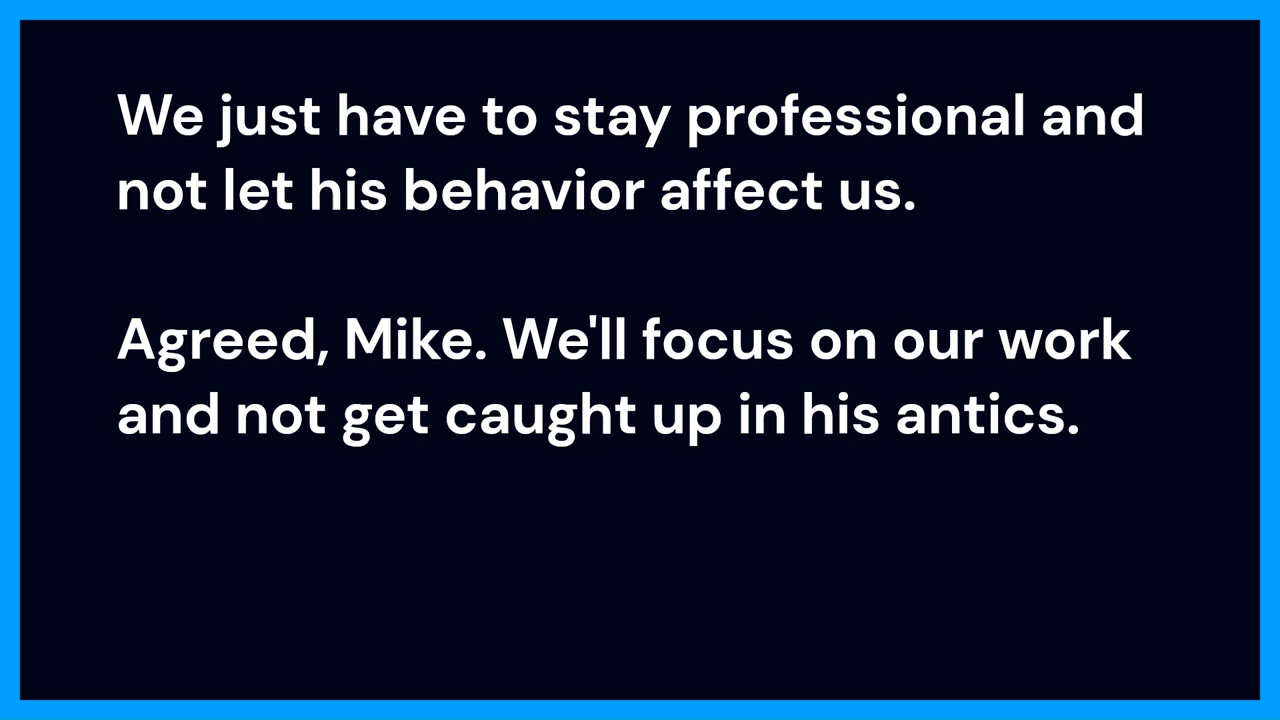 We just have to stay professional and
not let his behavior affect us.
Agreed, Mike. We'll focus on our work
and not get caught up in his antics.